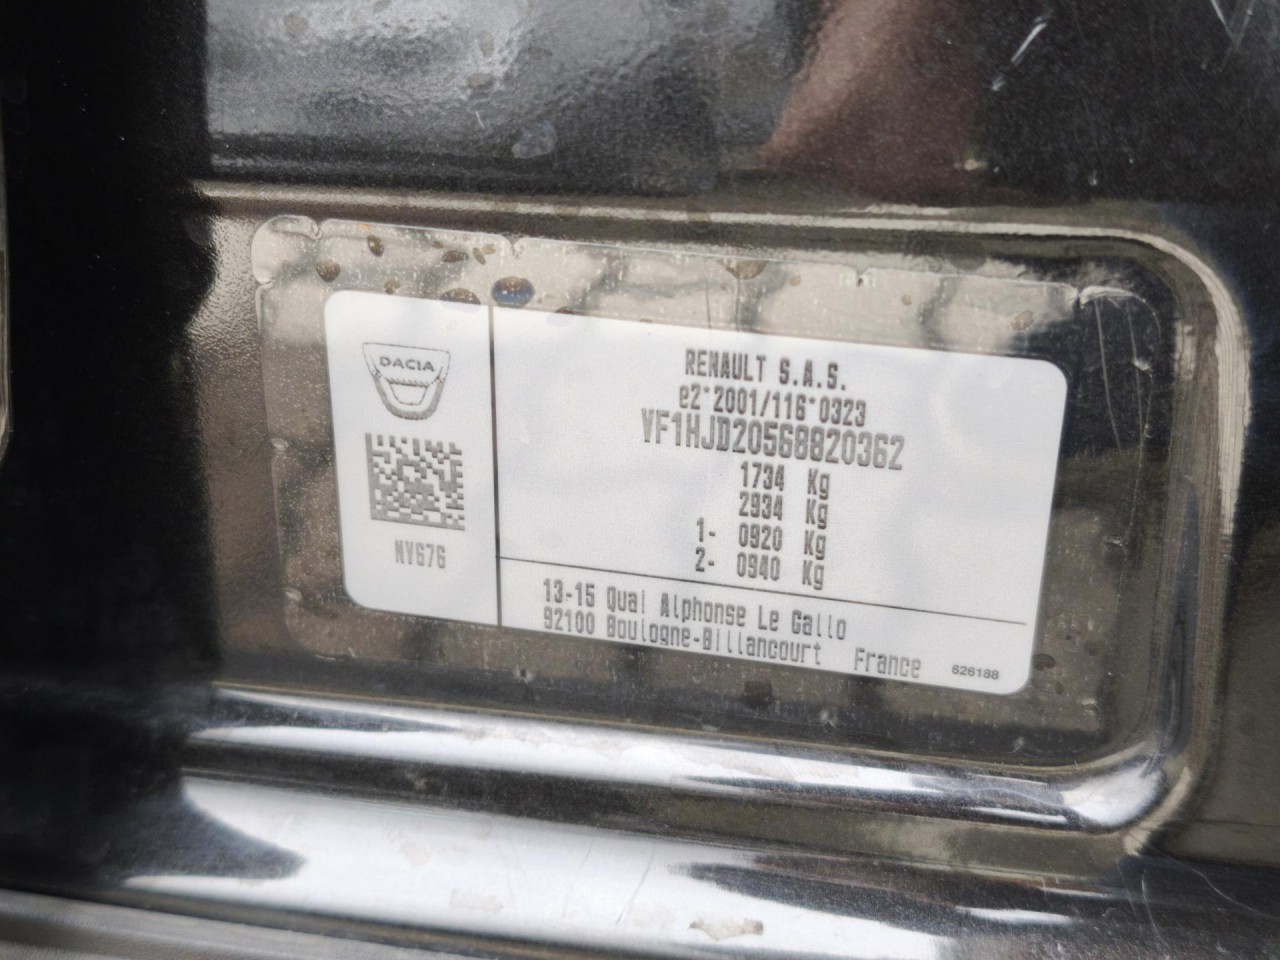 DACIA
NV676
RENAULT S.A.S.
e2*2001/116*0323
VF1HJD20568820362
1734 Kg
2934 Kg
1- 0920 Kg
2- 0940 Kg
13-15 Quai Alphonse Le Gallo
92100 Boulogne-Billancourt France
626188